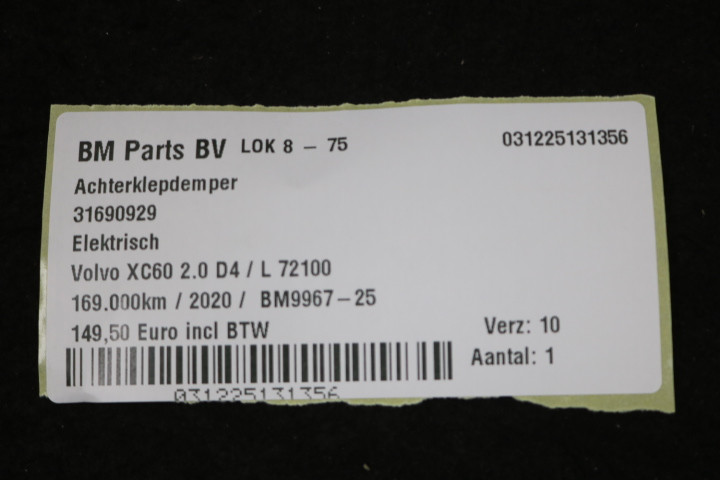 BM Parts BV LOK 8 - 75 031225131356
Achterklepdemper
31690929
Elektrisch
Volvo XC60 2.0 D4 / L 72100
169.000km / 2020 / BM9967-25
149,50 Euro incl BTW Verz: 10
Aantal: 1
031225131356